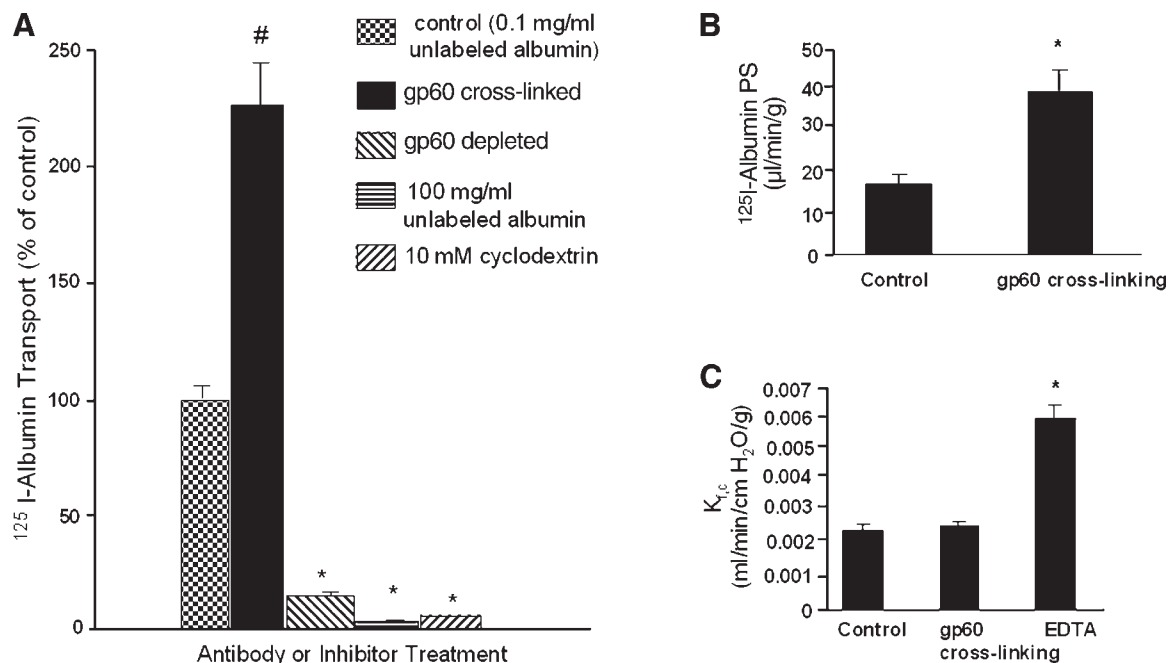 A
¹²⁵ I-Albumin Transport (% of control)
250
200
150
100
50
0
#
*
*
*
Antibody or Inhibitor Treatment
control (0.1 mg/ml
unlabeled albumin)
gp60 cross-linked
gp60 depleted
100 mg/ml
unlabeled albumin
10 mM cyclodextrin
B
¹²⁵I-Albumin PS
(µl/min/g)
50
40
30
20
10
0
*
Control
gp60 cross-linking
C
K_f,c
(ml/min/cm H₂O/g)
0.007
0.006
0.005
0.004
0.003
0.002
0.001
0
*
Control
gp60
cross-linking
EDTA